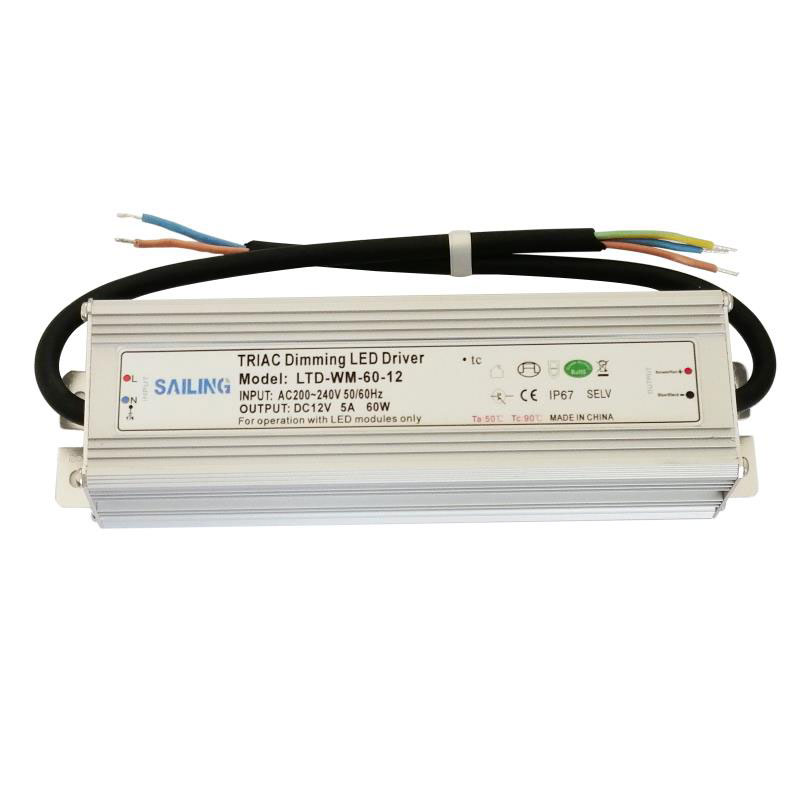 INPUT
L
N
SAILING
TRIAC Dimming LED Driver
Model: LTD-WM-60-12
INPUT: AC200~240V 50/60Hz
OUTPUT: DC12V 5A 60W
For operation with LED modules only
• tc
RoHS
CE IP67 SELV
Ta:50℃ Tc:90℃ MADE IN CHINA
OUTPUT